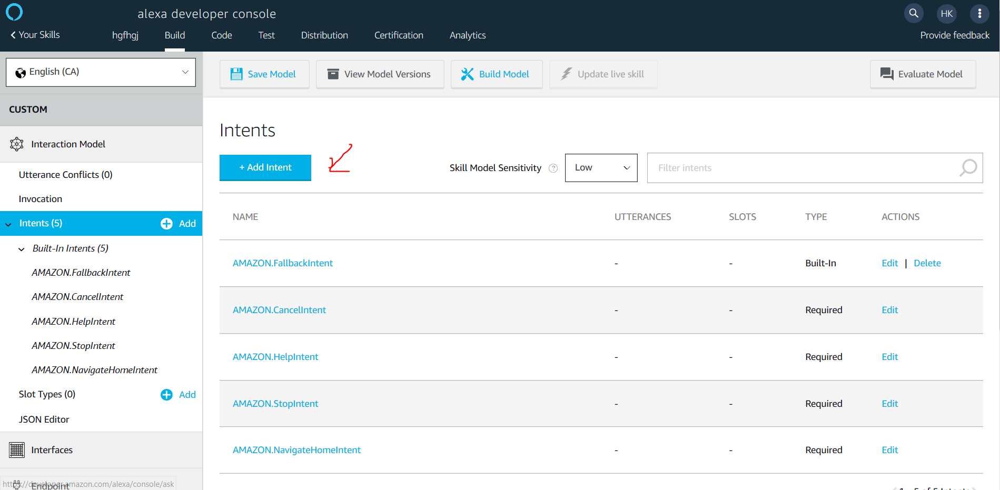 alexa developer console
HK
Your Skills
hgfhgj
Build
Code
Test
Distribution
Certification
Analytics
Provide feedback
English (CA)
Save Model
View Model Versions
Build Model
Update live skill
Evaluate Model
CUSTOM
Interaction Model
Utterance Conflicts (0)
Invocation
Intents (5)
Add
Built-In Intents (5)
AMAZON.FallbackIntent
AMAZON.CancelIntent
AMAZON.HelpIntent
AMAZON.StopIntent
AMAZON.NavigateHomeIntent
Slot Types (0)
Add
JSON Editor
Interfaces
Endpoint
https://developer.amazon.com/alexa/console/ask
Intents
+ Add Intent
Skill Model Sensitivity ?
Low
Filter intents
NAME UTTERANCES SLOTS TYPE ACTIONS
AMAZON.FallbackIntent - - Built-In Edit | Delete
AMAZON.CancelIntent - - Required Edit
AMAZON.HelpIntent - - Required Edit
AMAZON.StopIntent - - Required Edit
AMAZON.NavigateHomeIntent - - Required Edit
1 - 5 of 5 Intents